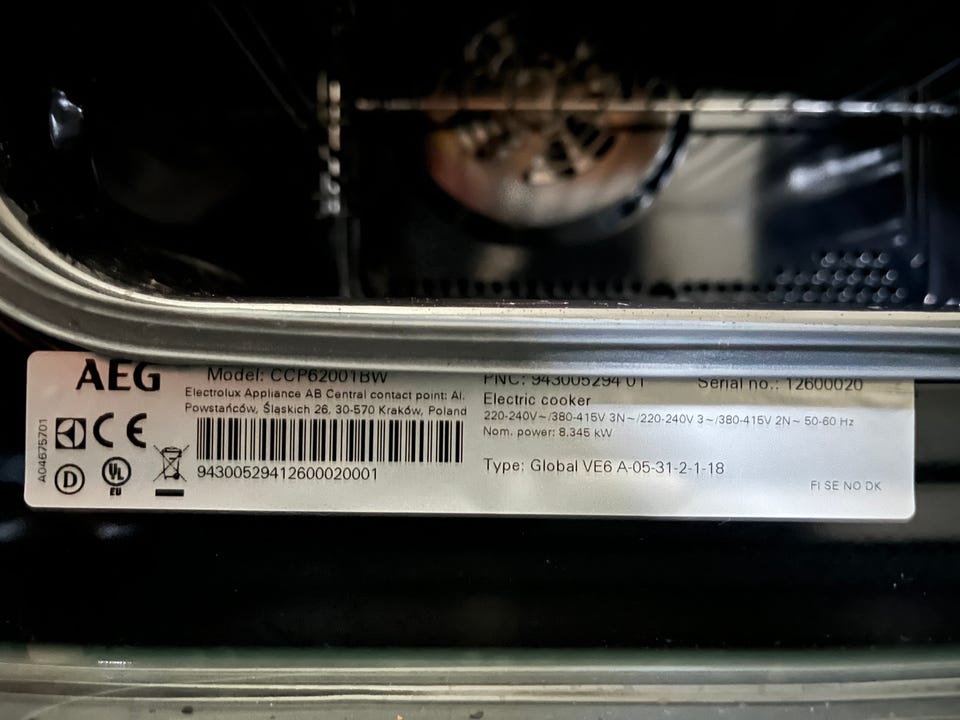 AEG
Model: CCP62001BW
Electrolux Appliance AB Central contact point: Al.
Powstańców, Śląskich 26, 30-570 Kraków, Poland
94300529412600020001
A04675701
CE
D
UL
EU
PNC: 943005294 01
Serial no.: 12600020
Electric cooker
220-240V~/380-415V 3N~/220-240V 3~/380-415V 2N~ 50-60 Hz
Nom. power: 8.345 kW
Type: Global VE6 A-05-31-2-1-18
FI SE NO DK